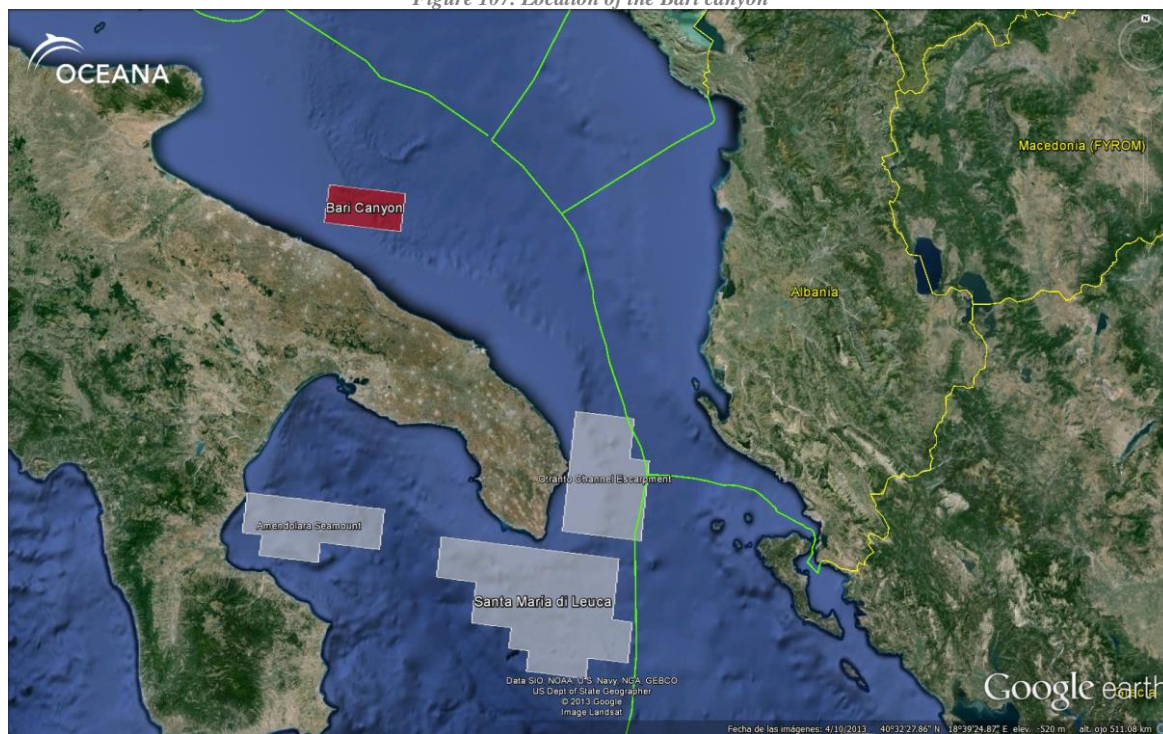 Figure 107. Location of the Bari canyon
N
OCEANA
Macedonia (FYROM)
Bari Canyon
Albania
Otranto Channel Escarpment
Amendolara Seamount
Santa Maria di Leuca
Data SIO, NOAA, U.S. Navy, NGA, GEBCO
US Dept of State Geographer
© 2013 Google
Image Landsat
Google earth
Grecia
Fecha de las imágenes: 4/10/2013 40°32'27.86" N 18°39'24.87" E elev. -520 m alt. ojo 511.08 km